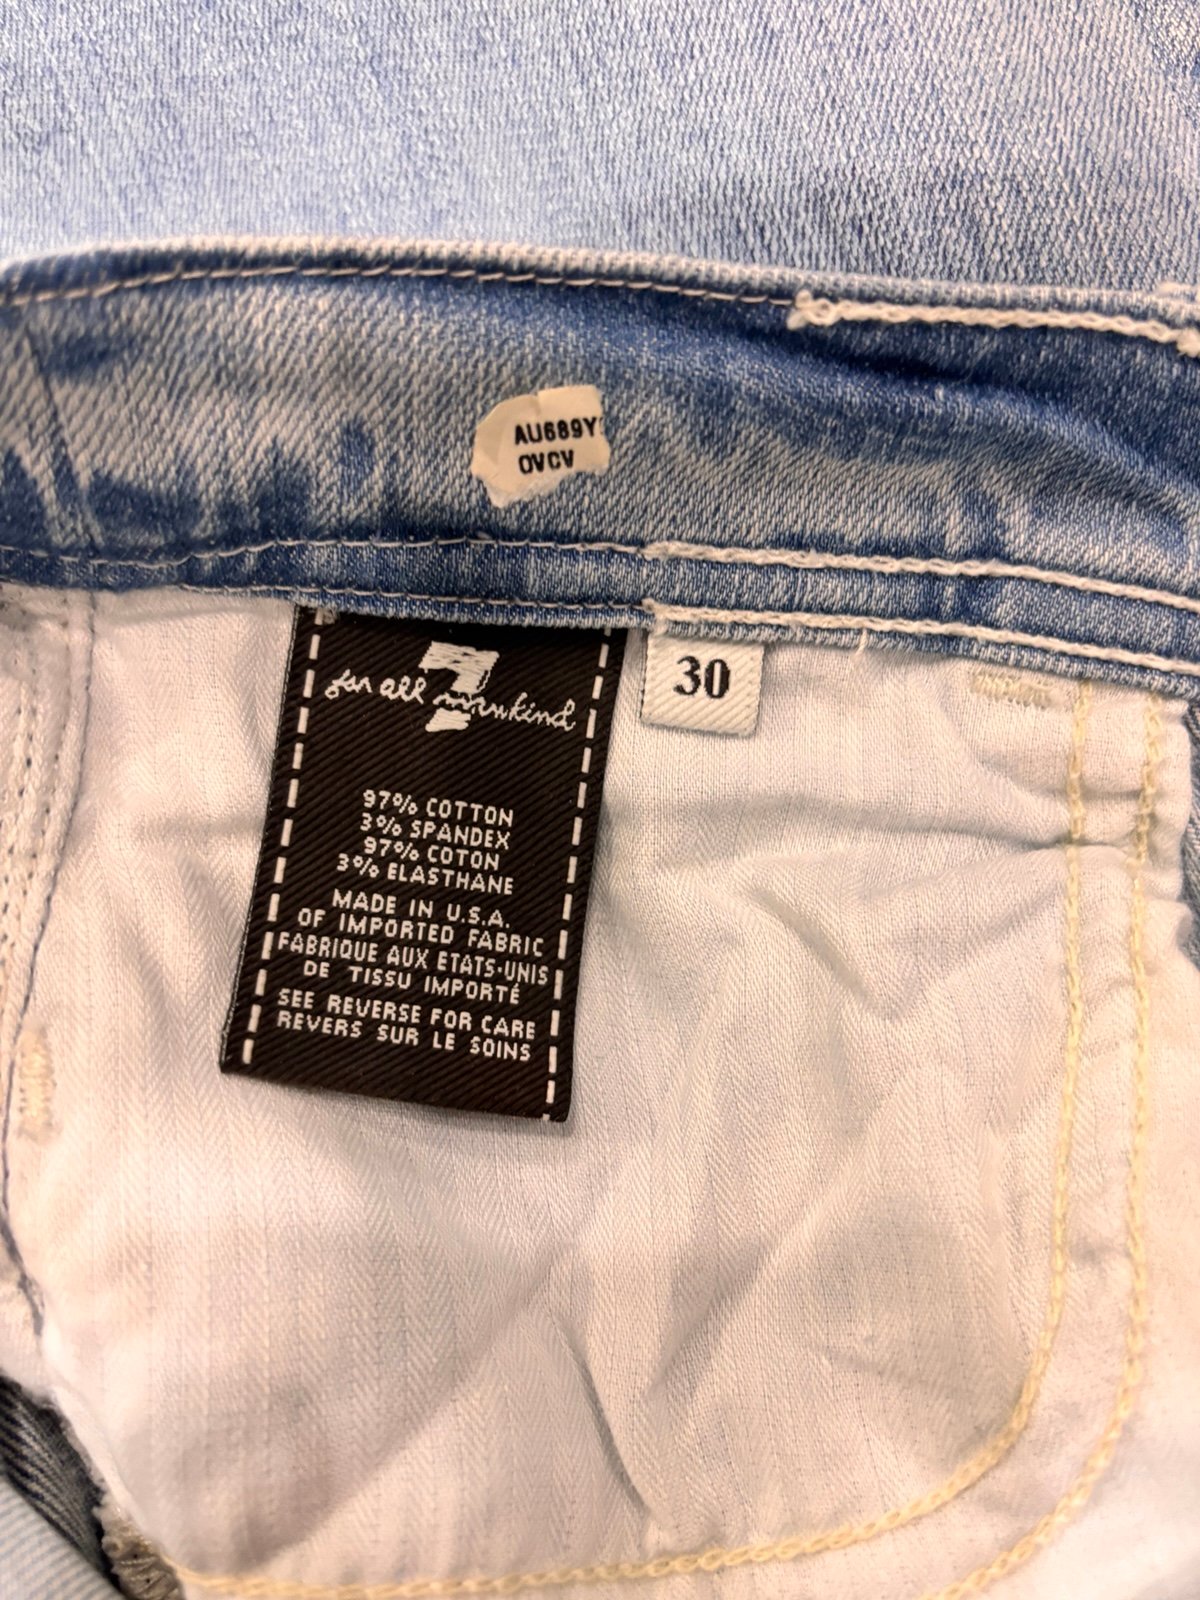 AU689Y
OVCV
7
for all mankind
30
97% COTTON
3% SPANDEX
97% COTON
3% ELASTHANE
MADE IN U.S.A.
OF IMPORTED FABRIC
FABRIQUE AUX ETATS-UNIS
DE TISSU IMPORTÉ
SEE REVERSE FOR CARE
REVERS SUR LE SOINS